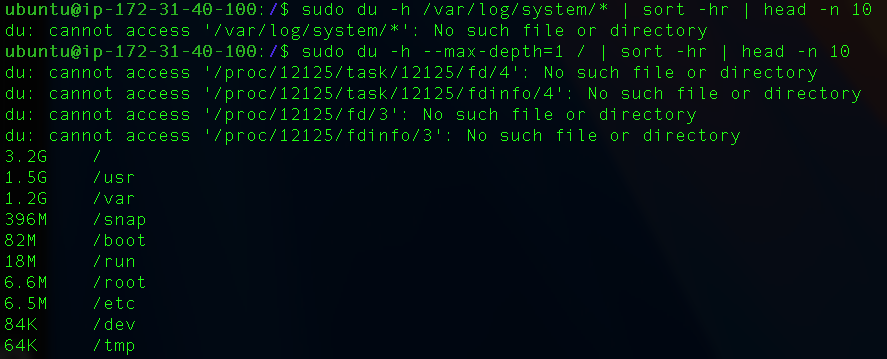 ubuntu@ip-172-31-40-100:/$ sudo du -h /var/log/system/* | sort -hr | head -n 10
du: cannot access '/var/log/system/*': No such file or directory
ubuntu@ip-172-31-40-100:/$ sudo du -h --max-depth=1 / | sort -hr | head -n 10
du: cannot access '/proc/12125/task/12125/fd/4': No such file or directory
du: cannot access '/proc/12125/task/12125/fdinfo/4': No such file or directory
du: cannot access '/proc/12125/fd/3': No such file or directory
du: cannot access '/proc/12125/fdinfo/3': No such file or directory
3.2G    /
1.5G    /usr
1.2G    /var
396M    /snap
82M     /boot
18M     /run
6.6M    /root
6.5M    /etc
84K     /dev
64K     /tmp